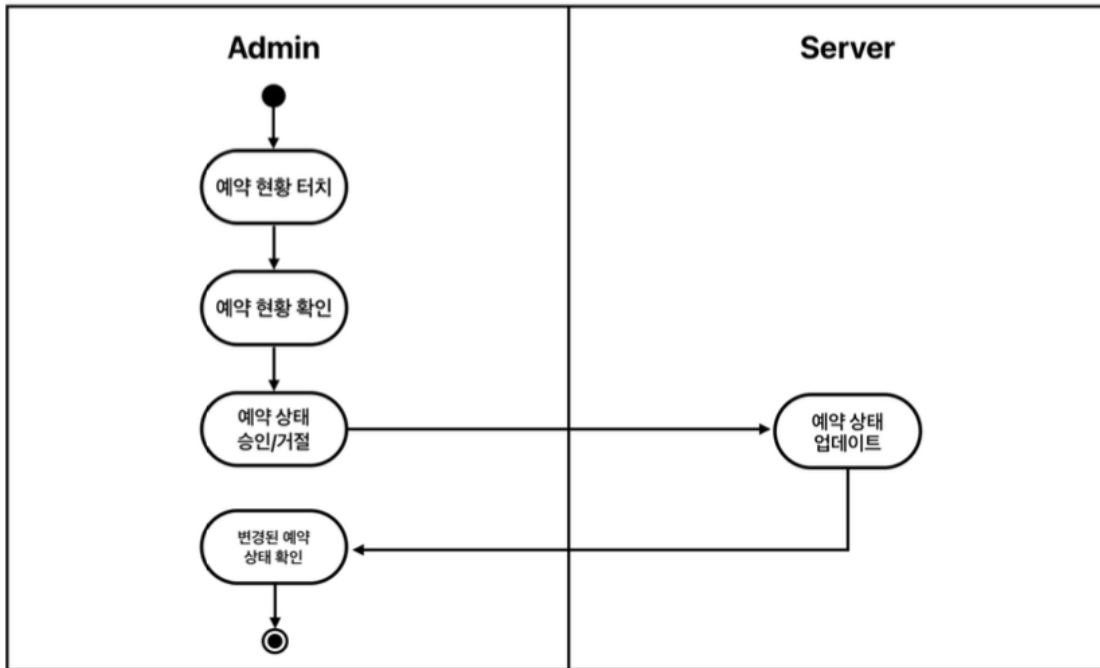 Admin
Server
예약 현황 터치
예약 현황 확인
예약 상태
승인/거절
예약 상태
업데이트
변경된 예약
상태 확인